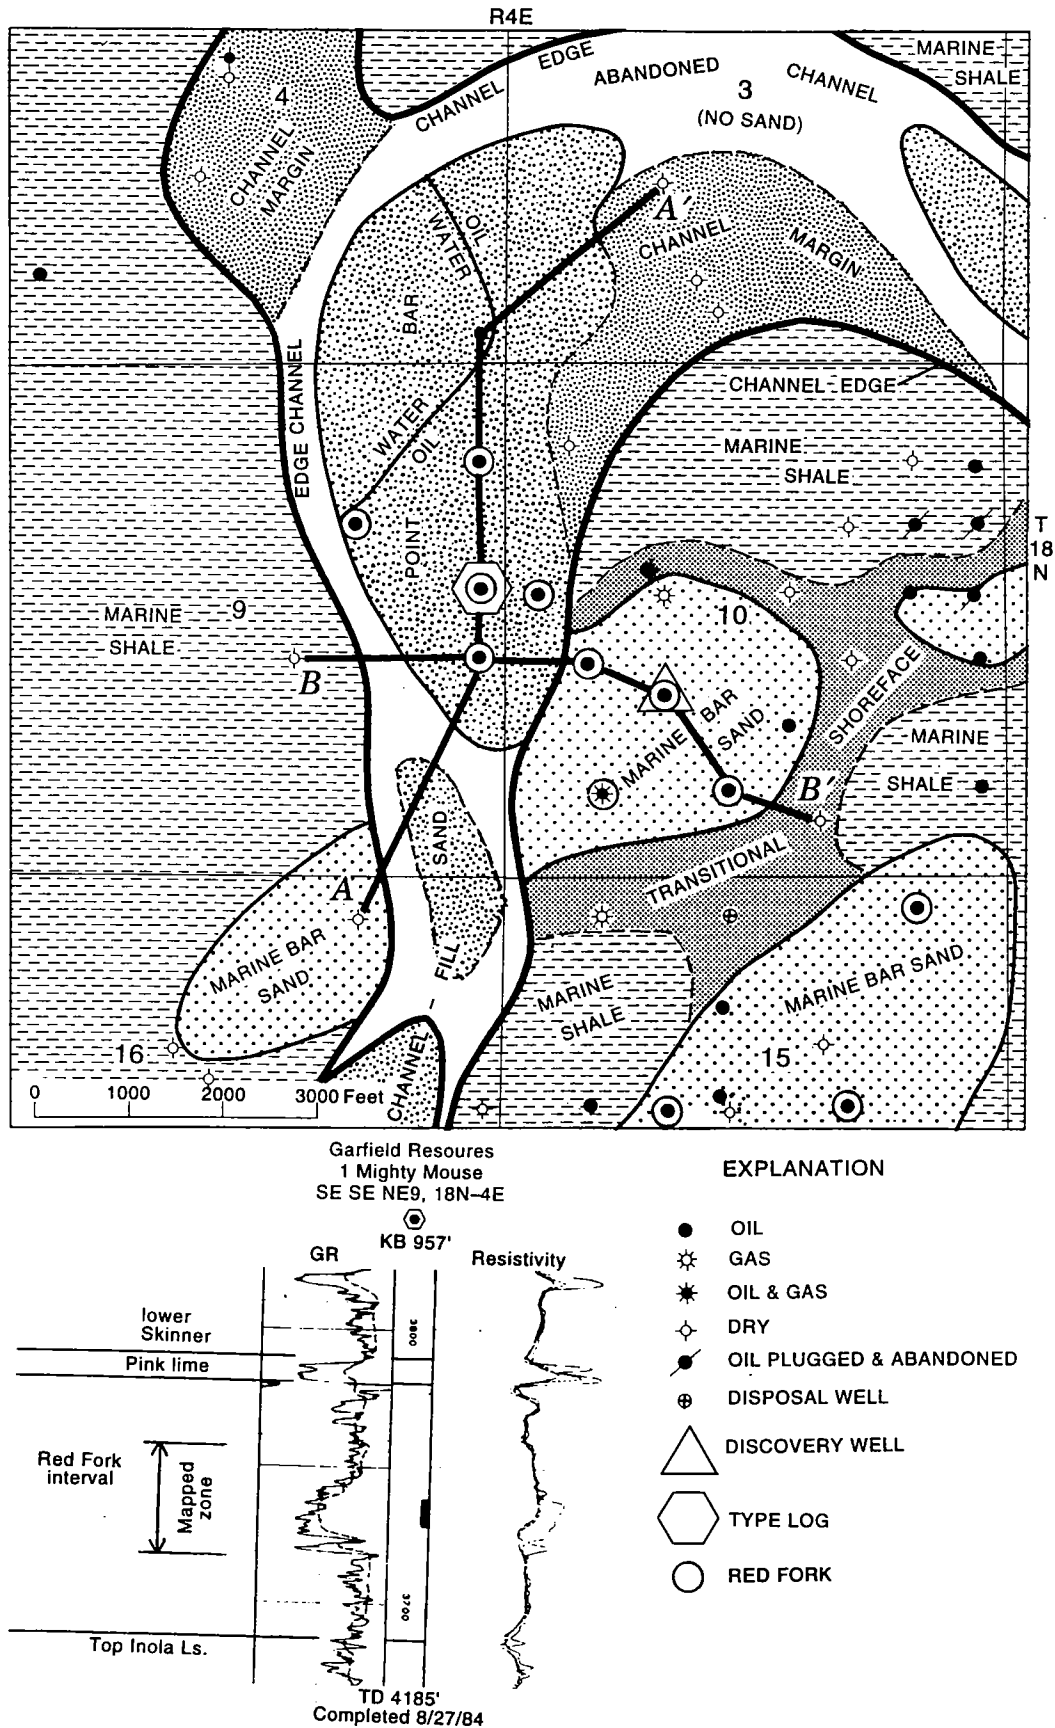 R4E
MARINE
SHALE
EDGE
ABANDONED
CHANNEL
CHANNEL
3
(NO SAND)
4
CHANNEL
MARGIN
OIL
WATER
A'
CHANNEL
MARGIN
BAR
EDGE CHANNEL
WATER
OIL
CHANNEL EDGE
MARINE
SHALE
POINT
T
18
N
9
10
MARINE
SHALE
B
SHOREFACE
MARINE BAR
SAND
MARINE
SHALE
B'
SAND
TRANSITIONAL
A
MARINE BAR
SAND
FILL
MARINE
SHALE
MARINE BAR SAND
16
15
CHANNEL –
0 1000 2000 3000 Feet
Garfield Resoures
1 Mighty Mouse
SE SE NE9, 18N–4E
KB 957'
GR
Resistivity
lower
Skinner
3600
Pink lime
Red Fork
interval
Mapped
zone
3700
Top Inola Ls.
TD 4185'
Completed 8/27/84
EXPLANATION
OIL
GAS
OIL & GAS
DRY
OIL PLUGGED & ABANDONED
DISPOSAL WELL
DISCOVERY WELL
TYPE LOG
RED FORK